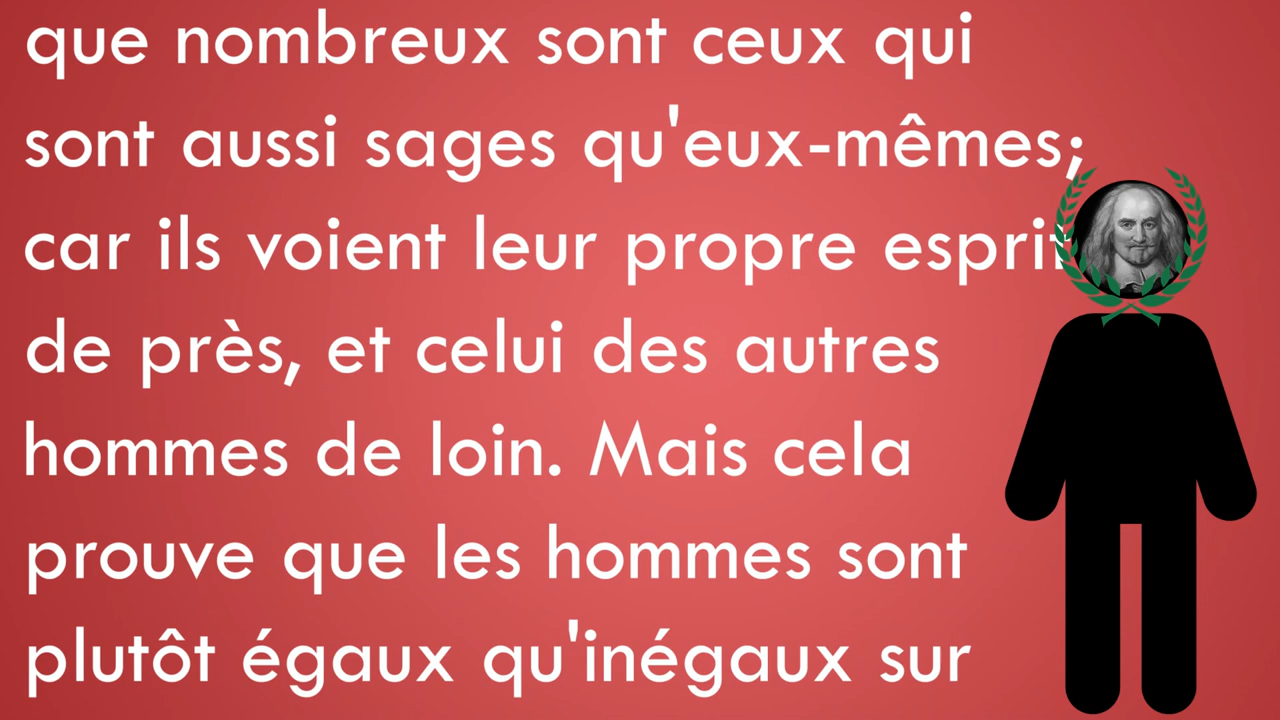 que nombreux sont ceux qui
sont aussi sages qu'eux-mêmes;
car ils voient leur propre esprit
de près, et celui des autres
hommes de loin. Mais cela
prouve que les hommes sont
plutôt égaux qu'inégaux sur